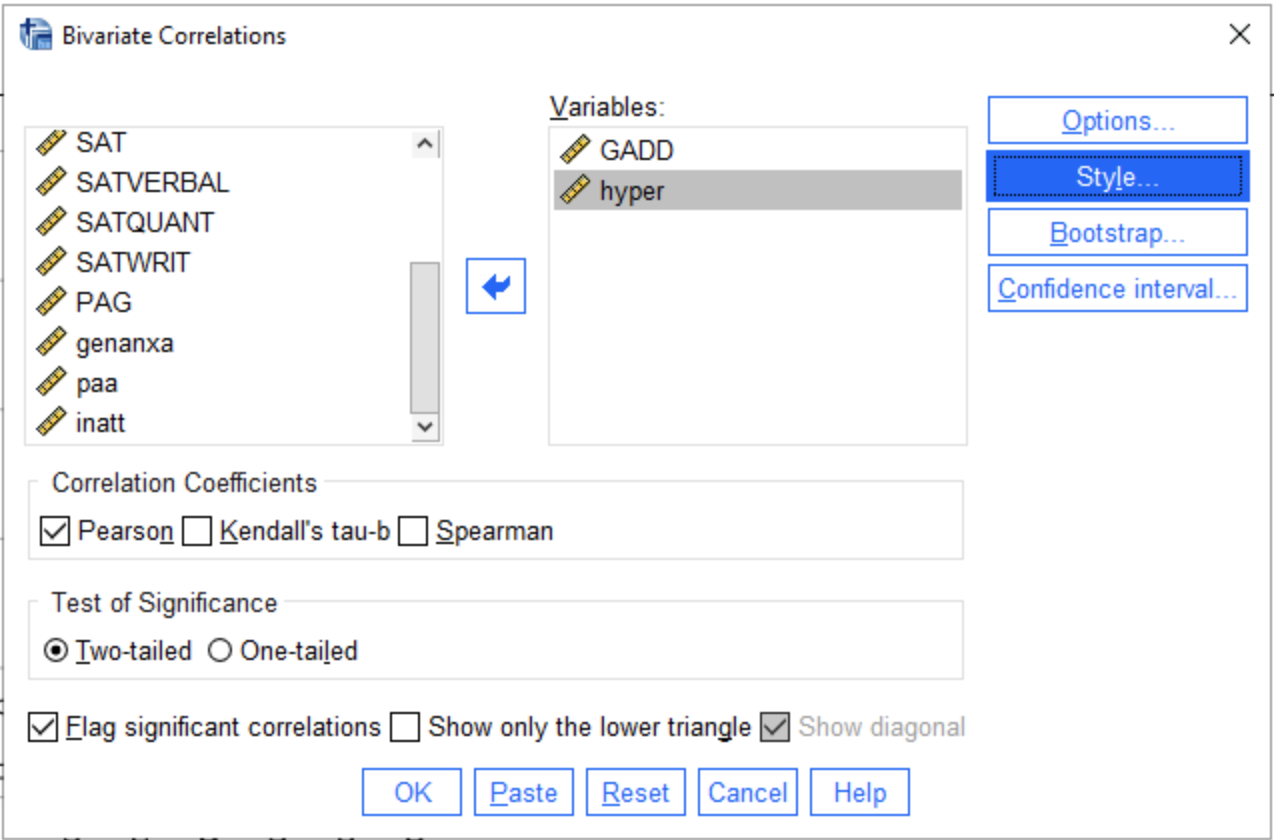 Bivariate Correlations
Variables:
SAT
SATVERBAL
SATQUANT
SATWRIT
PAG
genanxa
paa
inatt
GADD
hyper
Options...
Style...
Bootstrap...
Confidence interval...
Correlation Coefficients
Pearson Kendall's tau-b Spearman
Test of Significance
Two-tailed One-tailed
Flag significant correlations Show only the lower triangle Show diagonal
OK Paste Reset Cancel Help